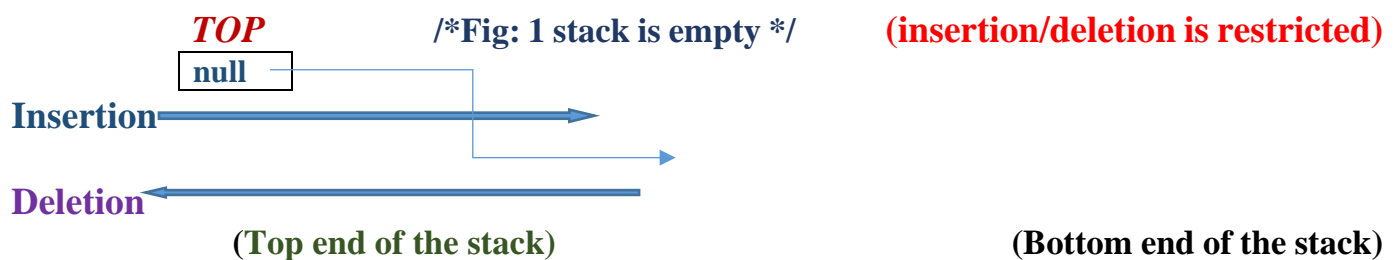 TOP /*Fig: 1 stack is empty */ (insertion/deletion is restricted)
null
Insertion
Deletion
(Top end of the stack) (Bottom end of the stack)